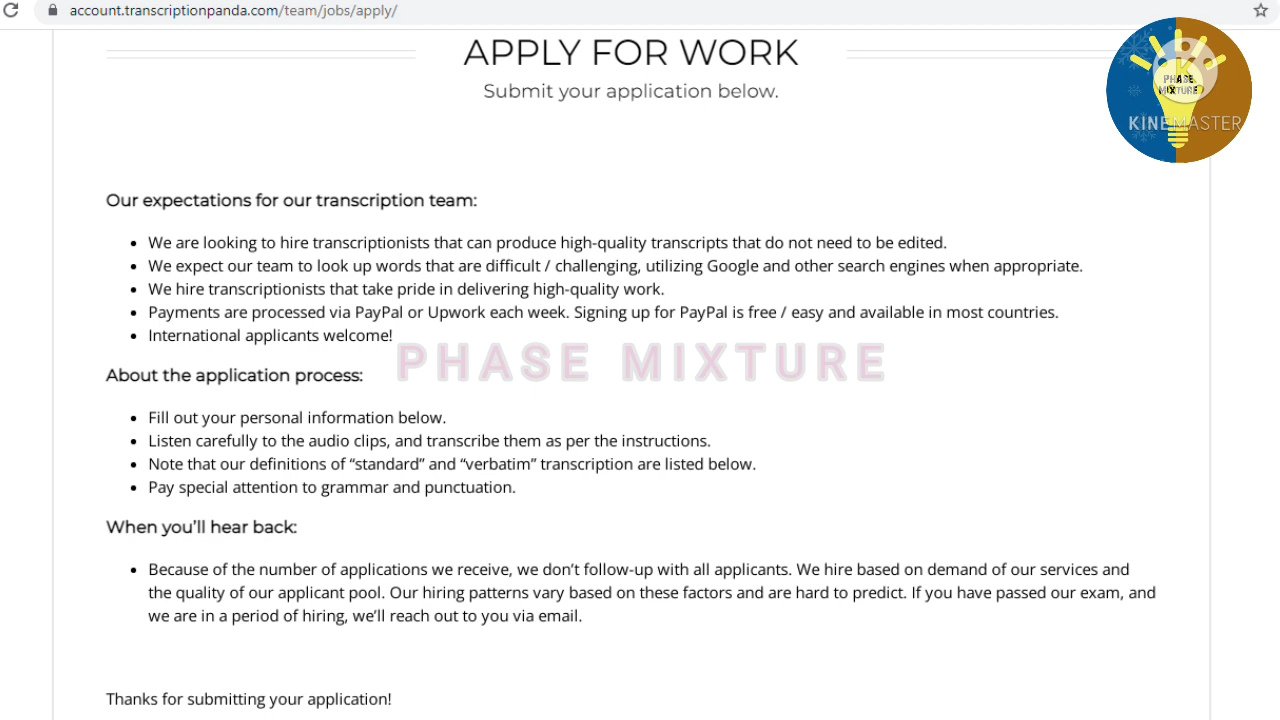 account.transcriptionpanda.com/team/jobs/apply/
APPLY FOR WORK
Submit your application below.
PHASE
MIXTURE
KINEMASTER
Our expectations for our transcription team:
• We are looking to hire transcriptionists that can produce high-quality transcripts that do not need to be edited.
• We expect our team to look up words that are difficult / challenging, utilizing Google and other search engines when appropriate.
• We hire transcriptionists that take pride in delivering high-quality work.
• Payments are processed via PayPal or Upwork each week. Signing up for PayPal is free / easy and available in most countries.
• International applicants welcome!
PHASE MIXTURE
About the application process:
• Fill out your personal information below.
• Listen carefully to the audio clips, and transcribe them as per the instructions.
• Note that our definitions of “standard” and “verbatim” transcription are listed below.
• Pay special attention to grammar and punctuation.
When you’ll hear back:
• Because of the number of applications we receive, we don’t follow-up with all applicants. We hire based on demand of our services and
the quality of our applicant pool. Our hiring patterns vary based on these factors and are hard to predict. If you have passed our exam, and
we are in a period of hiring, we’ll reach out to you via email.
Thanks for submitting your application!